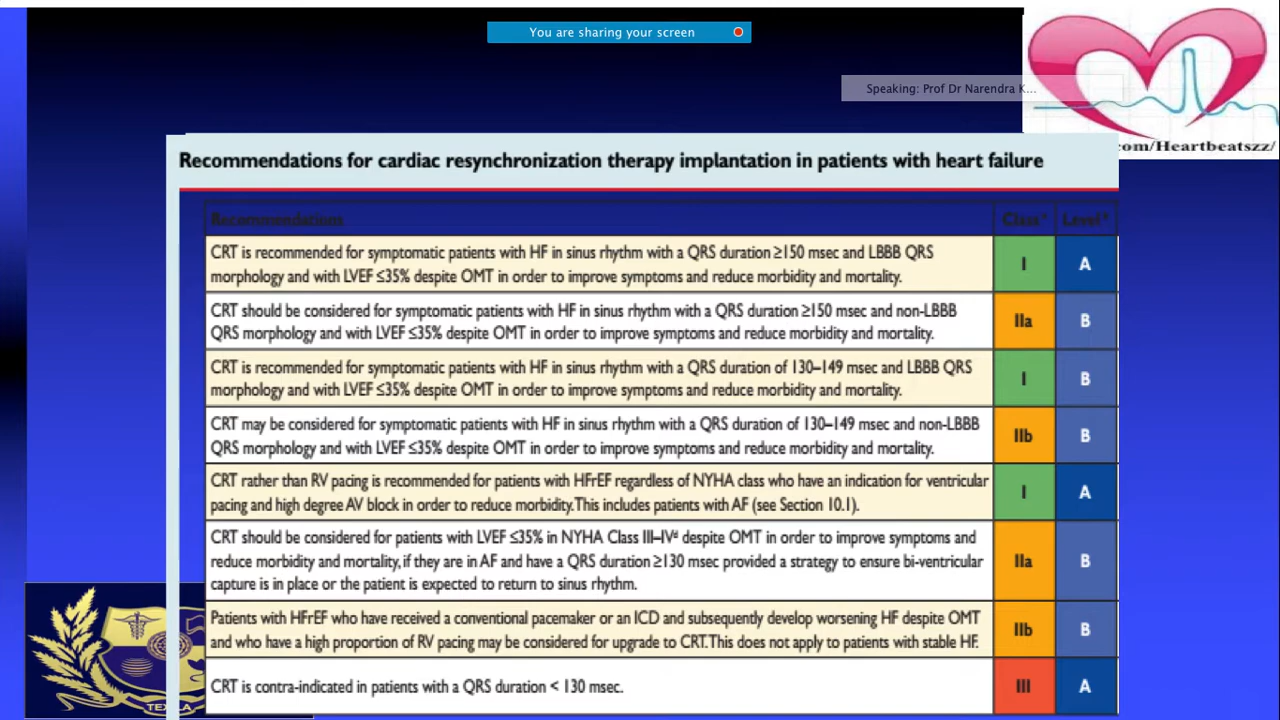 You are sharing your screen
Speaking: Prof Dr Narendra K...
com/Heartbeatszz/
Recommendations for cardiac resynchronization therapy implantation in patients with heart failure
Recommendations Classᵃ Levelᵇ
CRT is recommended for symptomatic patients with HF in sinus rhythm with a QRS duration ≥150 msec and LBBB QRS
morphology and with LVEF ≤35% despite OMT in order to improve symptoms and reduce morbidity and mortality.
I A
CRT should be considered for symptomatic patients with HF in sinus rhythm with a QRS duration ≥150 msec and non-LBBB
QRS morphology and with LVEF ≤35% despite OMT in order to improve symptoms and reduce morbidity and mortality.
IIa B
CRT is recommended for symptomatic patients with HF in sinus rhythm with a QRS duration of 130–149 msec and LBBB QRS
morphology and with LVEF ≤35% despite OMT in order to improve symptoms and reduce morbidity and mortality.
I B
CRT may be considered for symptomatic patients with HF in sinus rhythm with a QRS duration of 130–149 msec and non-LBBB
QRS morphology and with LVEF ≤35% despite OMT in order to improve symptoms and reduce morbidity and mortality.
IIb B
CRT rather than RV pacing is recommended for patients with HFrEF regardless of NYHA class who have an indication for ventricular
pacing and high degree AV block in order to reduce morbidity. This includes patients with AF (see Section 10.1).
I A
CRT should be considered for patients with LVEF ≤35% in NYHA Class III–IVᵈ despite OMT in order to improve symptoms and
reduce morbidity and mortality, if they are in AF and have a QRS duration ≥130 msec provided a strategy to ensure bi-ventricular
capture is in place or the patient is expected to return to sinus rhythm.
IIa B
Patients with HFrEF who have received a conventional pacemaker or an ICD and subsequently develop worsening HF despite OMT
and who have a high proportion of RV pacing may be considered for upgrade to CRT. This does not apply to patients with stable HF.
IIb B
CRT is contra-indicated in patients with a QRS duration < 130 msec.
III A